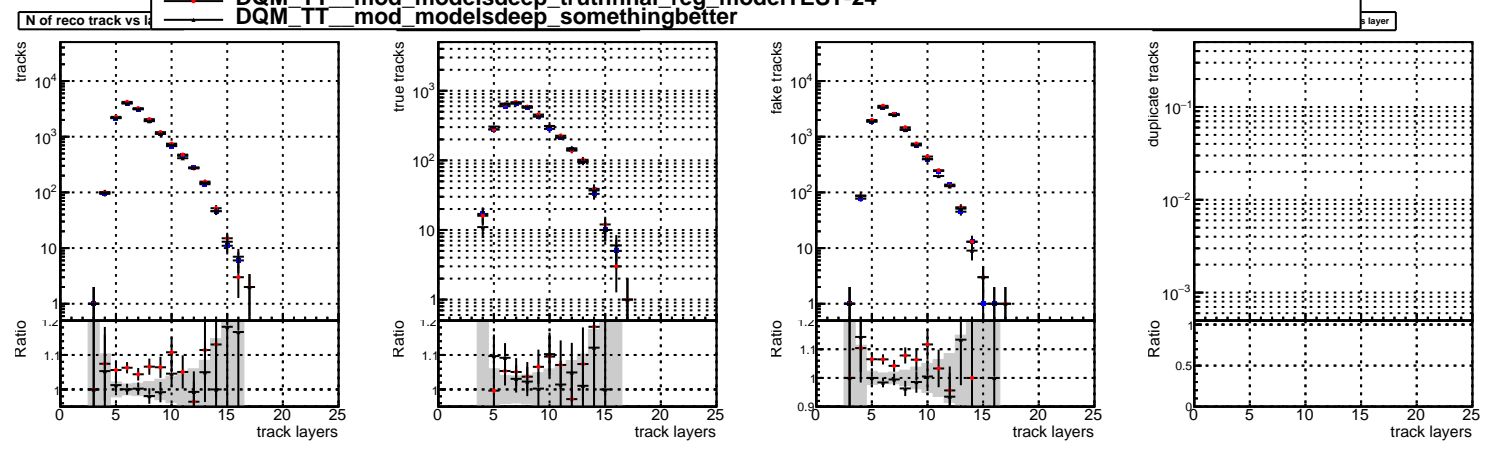 DQM_TT__mod_modelsdeep_somethingbetter
N of reco track vs
s layer
tracks
10⁴
10³
10²
10
1
Ratio
1.2
1.1
1
0 5 10 15 20 25
track layers
true tracks
10³
10²
10
1
Ratio
1.2
1.1
1
0 5 10 15 20 25
track layers
fake tracks
10⁴
10³
10²
10
1
Ratio
1.2
1.1
1
0.9
0 5 10 15 20 25
track layers
duplicate tracks
10⁻¹
10⁻²
10⁻³
Ratio
1
0.5
0
0 5 10 15 20 25
track layers